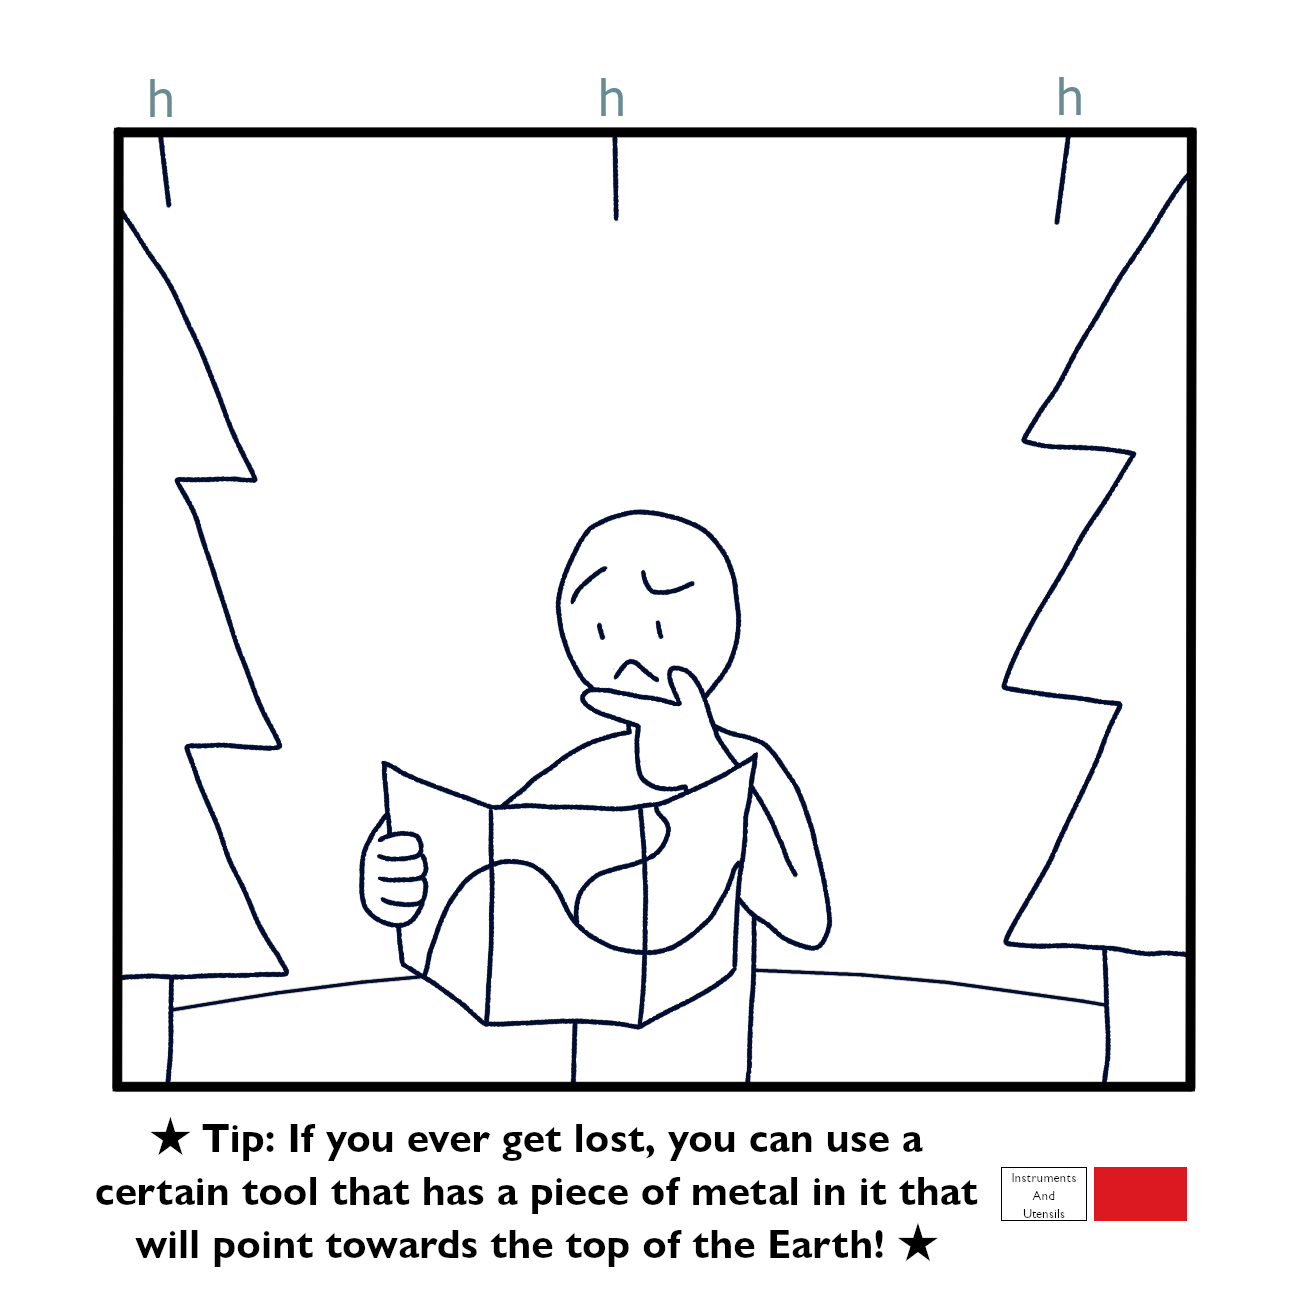 h h h
★ Tip: If you ever get lost, you can use a
certain tool that has a piece of metal in it that
will point towards the top of the Earth! ★
Instruments
And
Utensils